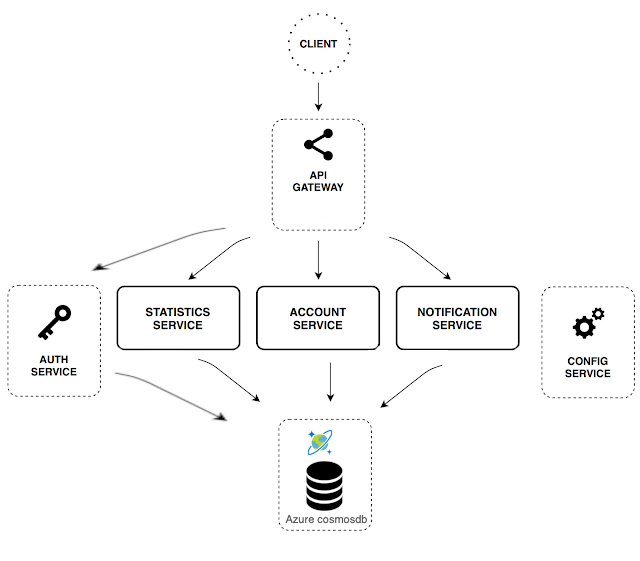 CLIENT
API
GATEWAY
STATISTICS
SERVICE
ACCOUNT
SERVICE
NOTIFICATION
SERVICE
AUTH
SERVICE
CONFIG
SERVICE
Azure cosmosdb